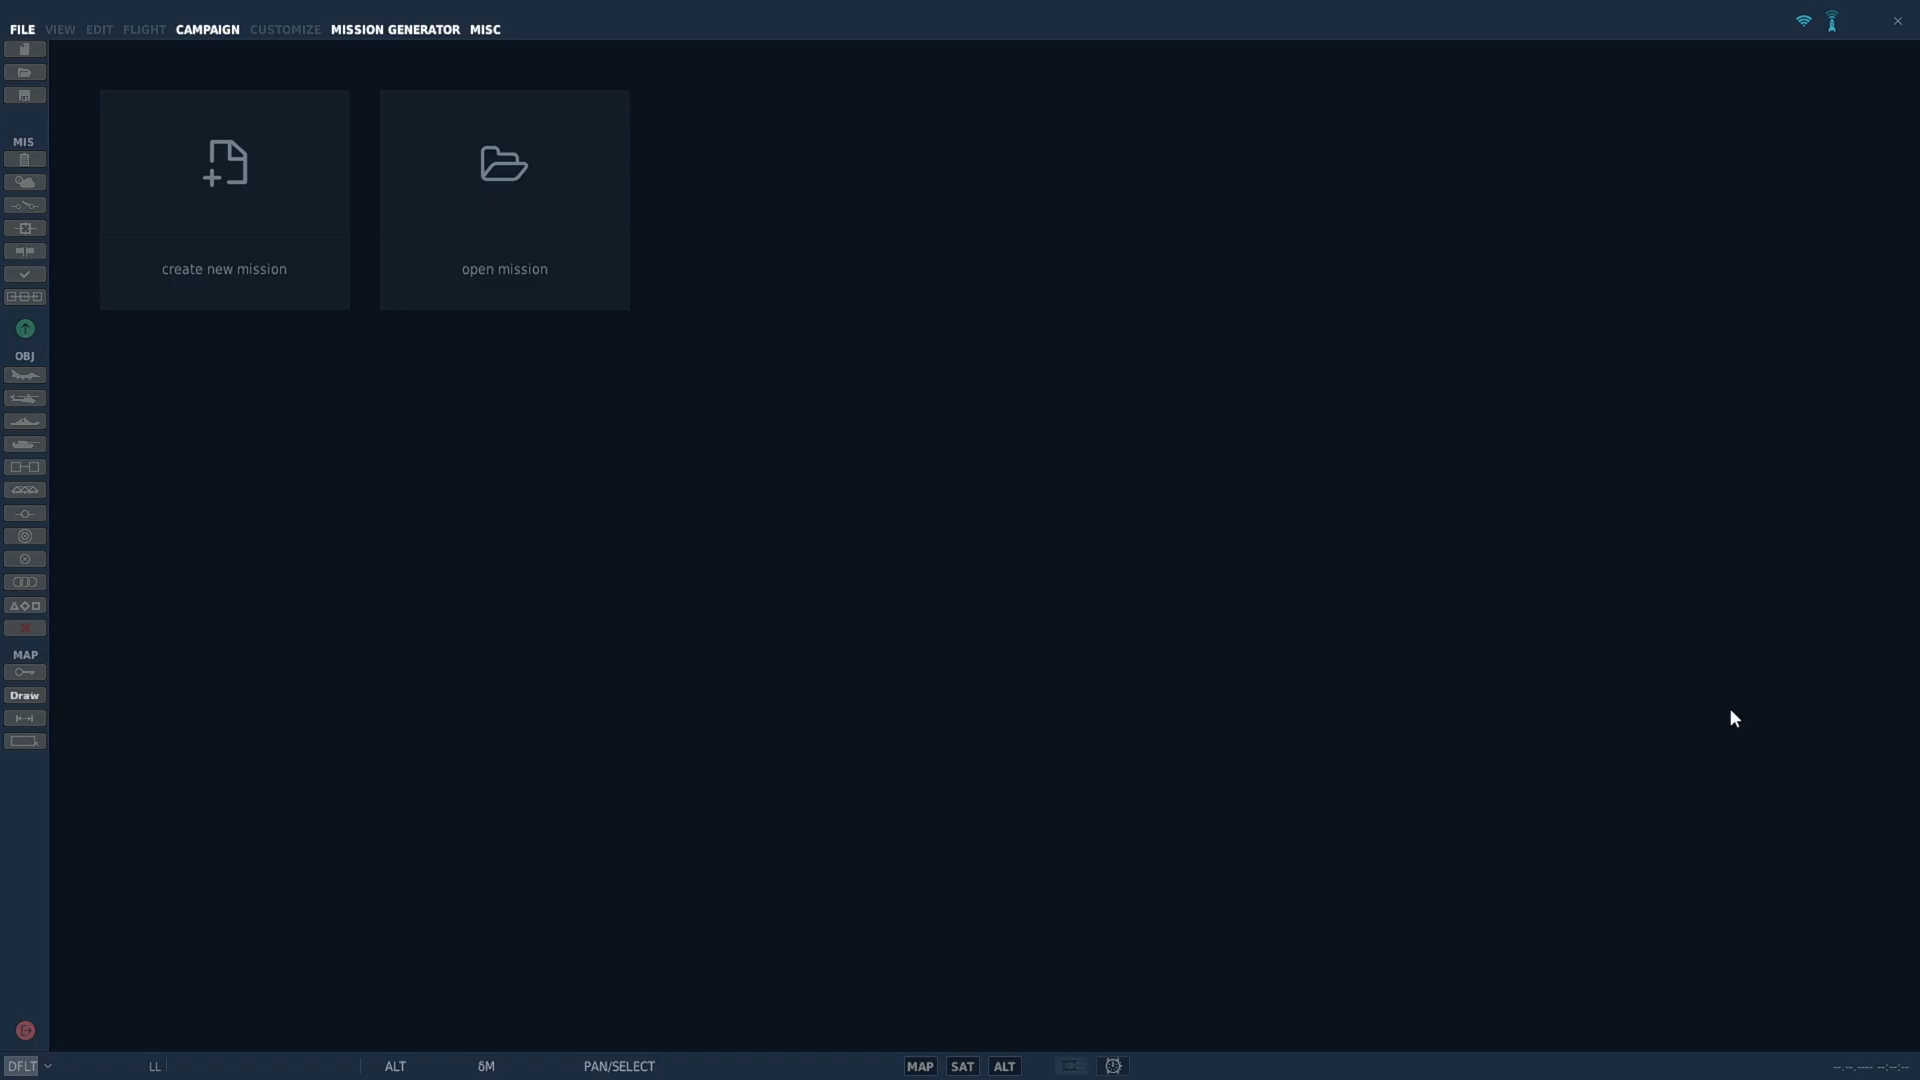 FILE VIEW EDIT FLIGHT CAMPAIGN CUSTOMIZE MISSION GENERATOR MISC
MIS
create new mission
open mission
OBJ
MAP
Draw
DFLT LL ALT δM PAN/SELECT MAP SAT ALT --.--.---- --:--:--